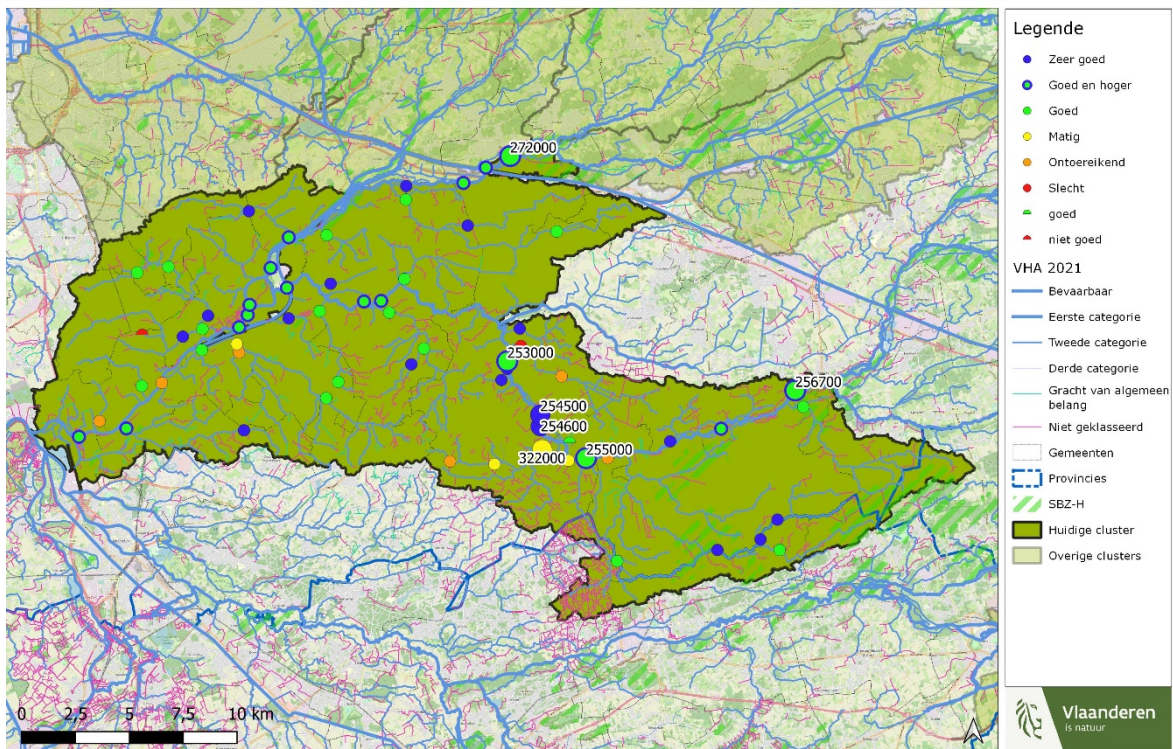 272000
253000
256700
254500
254600
322000
255000
0 2,5 5 7,5 10 km
Legende
Zeer goed
Goed en hoger
Goed
Matig
Ontoereikend
Slecht
goed
niet goed
VHA 2021
Bevaarbaar
Eerste categorie
Tweede categorie
Derde categorie
Gracht van algemeen
belang
Niet geklasseerd
Gemeenten
Provincies
SBZ-H
Huidige cluster
Overige clusters
Vlaanderen
is natuur